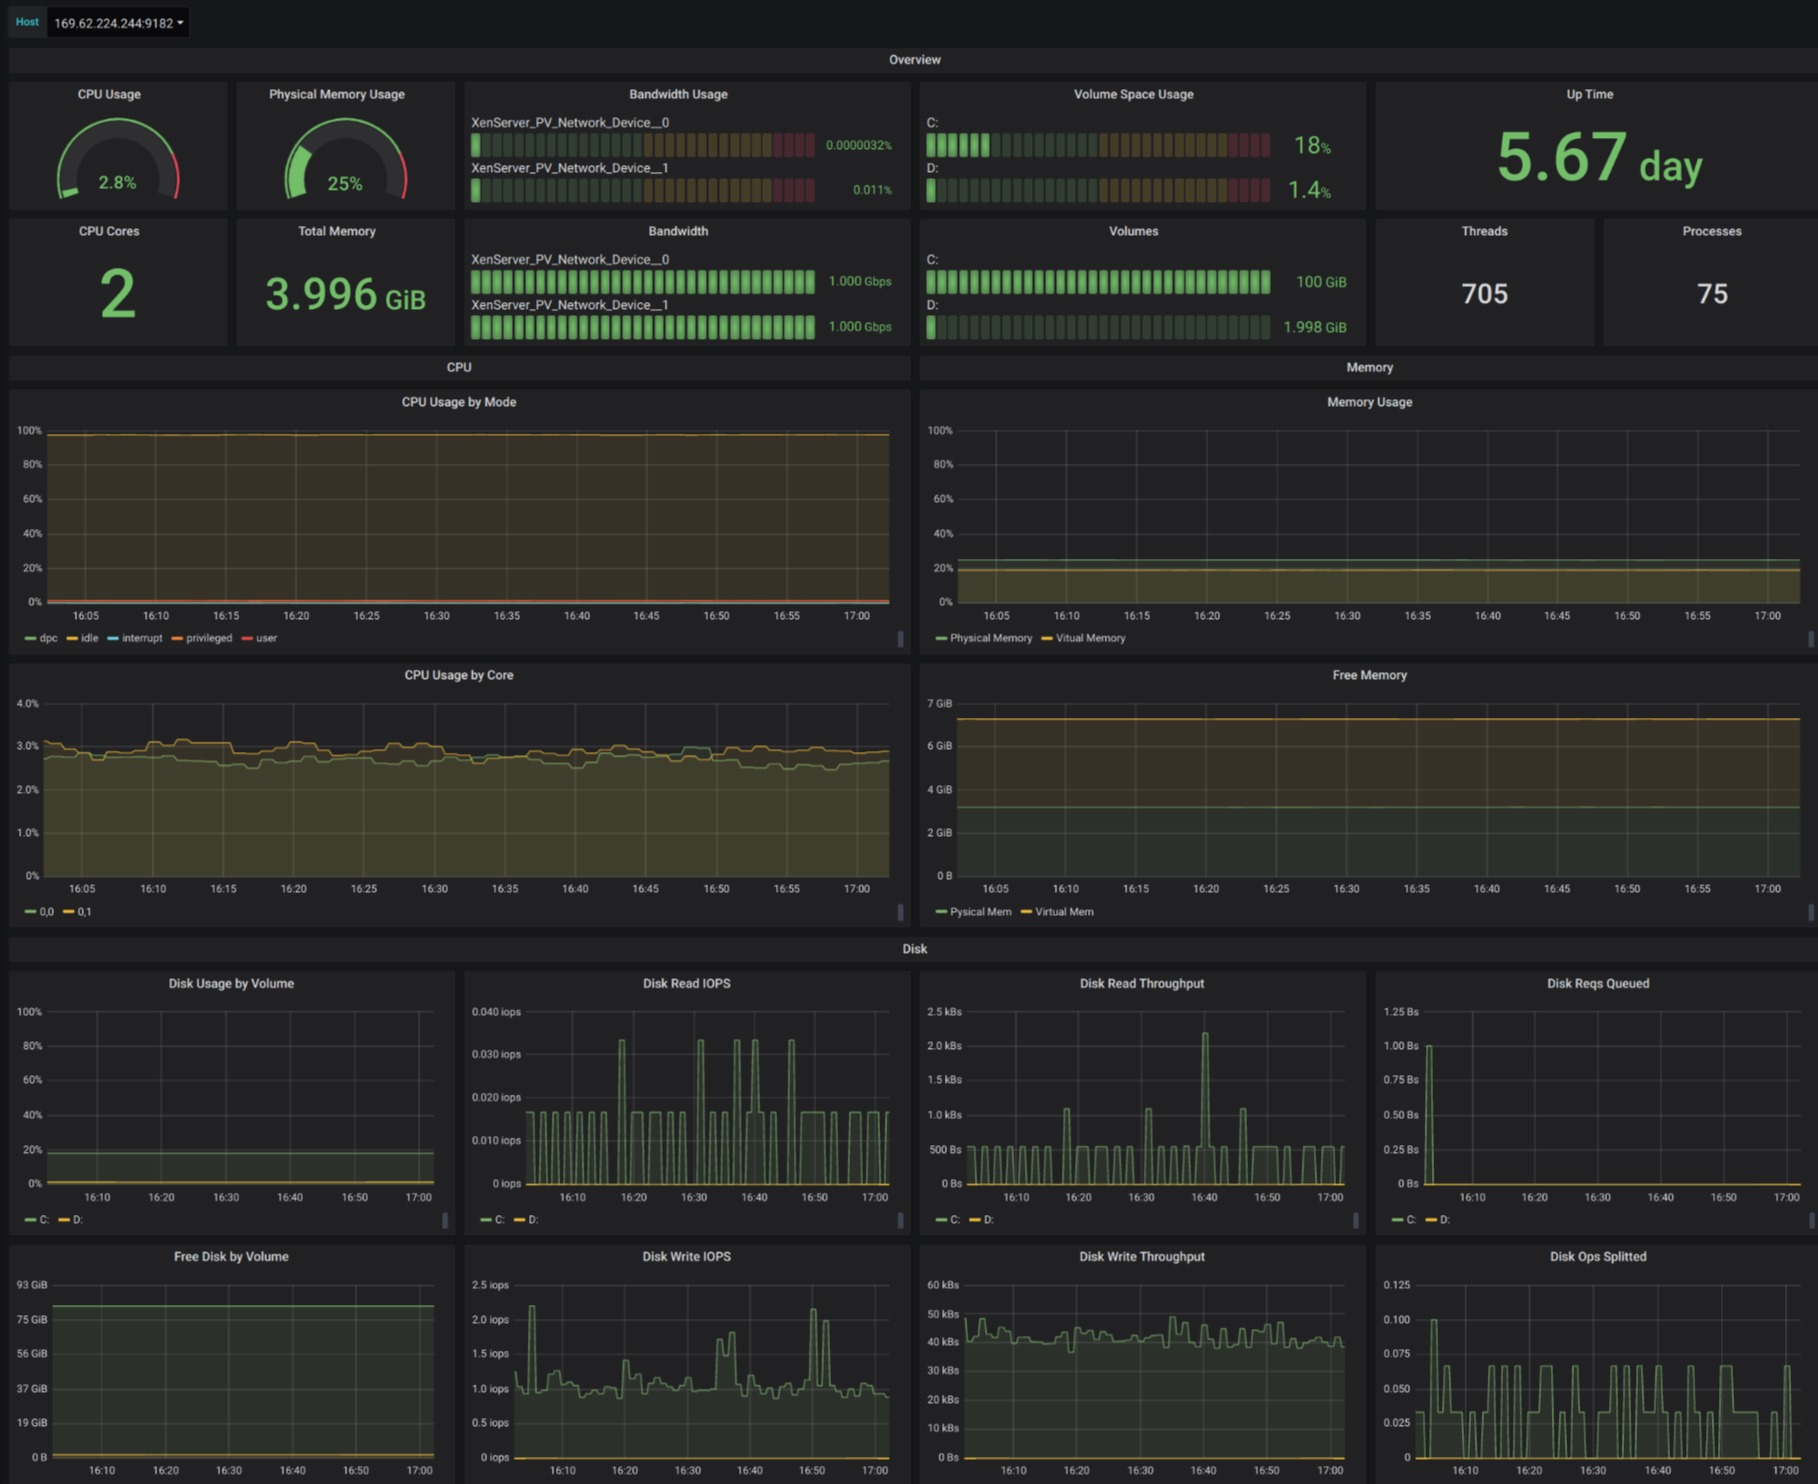 Host 169.62.224.244:9182
Overview
CPU Usage
2.8%
Physical Memory Usage
25%
Bandwidth Usage
XenServer_PV_Network_Device__0
0.0000032%
XenServer_PV_Network_Device__1
0.011%
Volume Space Usage
C:
18%
D:
1.4%
Up Time
5.67 day
CPU Cores
2
Total Memory
3.996 GiB
Bandwidth
XenServer_PV_Network_Device__0
1.000 Gbps
XenServer_PV_Network_Device__1
1.000 Gbps
Volumes
C:
100 GiB
D:
1.998 GiB
Threads
705
Processes
75
CPU
CPU Usage by Mode
100%
80%
60%
40%
20%
0%
16:05 16:10 16:15 16:20 16:25 16:30 16:35 16:40 16:45 16:50 16:55 17:00
dpc idle interrupt privileged user
Memory
Memory Usage
100%
80%
60%
40%
20%
0%
16:05 16:10 16:15 16:20 16:25 16:30 16:35 16:40 16:45 16:50 16:55 17:00
Physical Memory Vitual Memory
CPU Usage by Core
4.0%
3.0%
2.0%
1.0%
0%
16:05 16:10 16:15 16:20 16:25 16:30 16:35 16:40 16:45 16:50 16:55 17:00
0,0 0,1
Free Memory
7 GiB
6 GiB
4 GiB
2 GiB
0 B
16:05 16:10 16:15 16:20 16:25 16:30 16:35 16:40 16:45 16:50 16:55 17:00
Pysical Mem Virtual Mem
Disk
Disk Usage by Volume
100%
80%
60%
40%
20%
0%
16:10 16:20 16:30 16:40 16:50 17:00
C: D:
Disk Read IOPS
0.040 iops
0.030 iops
0.020 iops
0.010 iops
0 iops
16:10 16:20 16:30 16:40 16:50 17:00
C: D:
Disk Read Throughput
2.5 kBs
2.0 kBs
1.5 kBs
1.0 kBs
500 Bs
0 Bs
16:10 16:20 16:30 16:40 16:50 17:00
C: D:
Disk Reqs Queued
1.25 Bs
1.00 Bs
0.75 Bs
0.50 Bs
0.25 Bs
0 Bs
16:10 16:20 16:30 16:40 16:50 17:00
C: D:
Free Disk by Volume
93 GiB
75 GiB
56 GiB
37 GiB
19 GiB
0 B
16:10 16:20 16:30 16:40 16:50 17:00
Disk Write IOPS
2.5 iops
2.0 iops
1.5 iops
1.0 iops
0.5 iops
0 iops
16:10 16:20 16:30 16:40 16:50 17:00
Disk Write Throughput
60 kBs
50 kBs
40 kBs
30 kBs
20 kBs
10 kBs
0 Bs
16:10 16:20 16:30 16:40 16:50 17:00
Disk Ops Splitted
0.125
0.100
0.075
0.050
0.025
0
16:10 16:20 16:30 16:40 16:50 17:00